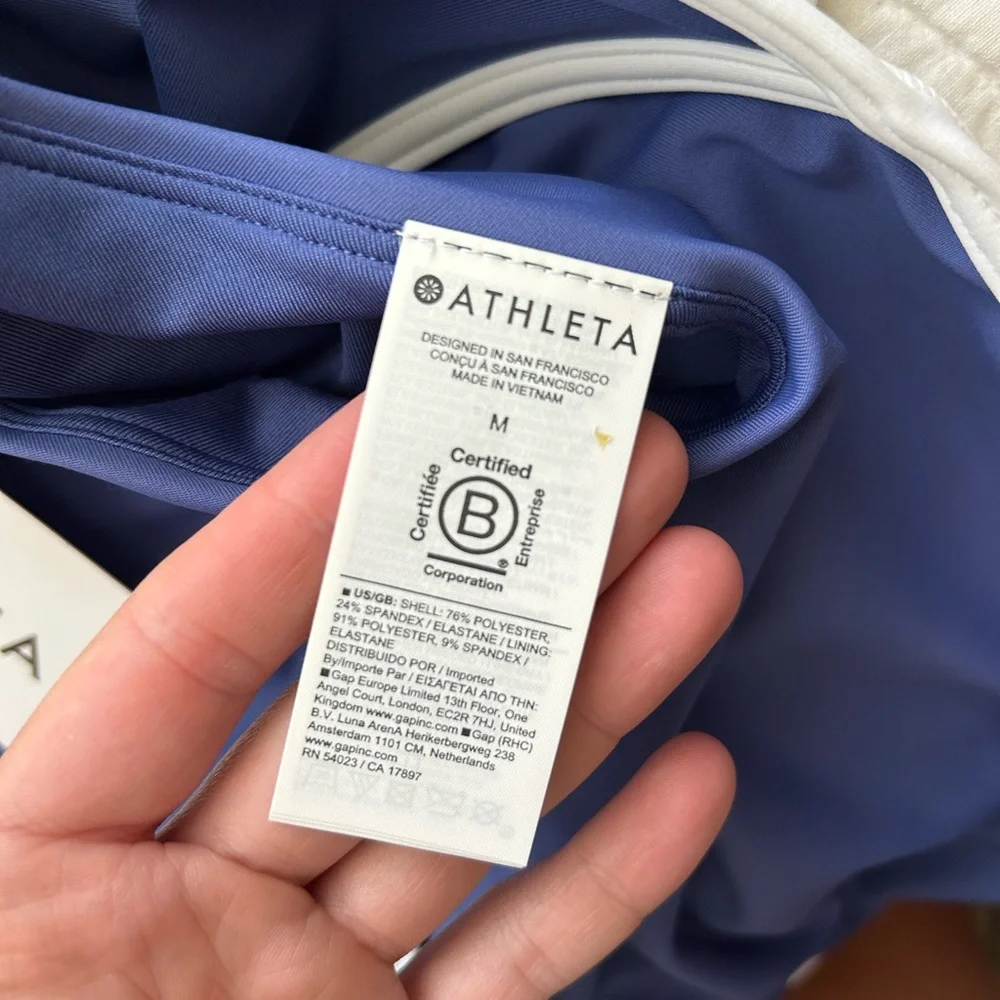 ATHLETA
DESIGNED IN SAN FRANCISCO
CONÇU À SAN FRANCISCO
MADE IN VIETNAM
M
Certified
Certifiée
B
Entreprise
®
Corporation
■ US/GB: SHELL: 76% POLYESTER,
24% SPANDEX / ELASTANE / LINING:
91% POLYESTER, 9% SPANDEX /
ELASTANE
DISTRIBUIDO POR / Imported
By/Importe Par / ΕΙΣΑΓΕΤΑΙ ΑΠΟ ΤΗΝ:
■ Gap Europe Limited 13th Floor, One
Angel Court, London, EC2R 7HJ, United
Kingdom www.gapinc.com ■ Gap (RHC)
B.V. Luna ArenA Herikerbergweg 238
Amsterdam 1101 CM, Netherlands
www.gapinc.com
RN 54023 / CA 17897